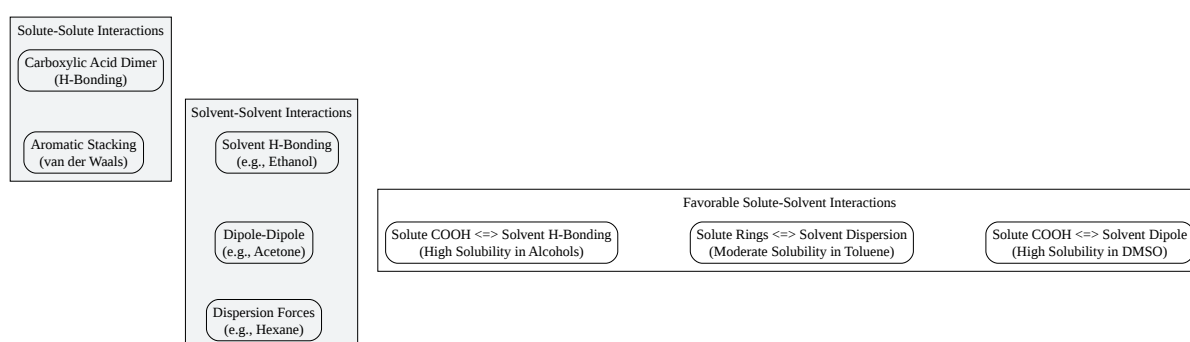 Solute-Solute Interactions
Carboxylic Acid Dimer
(H-Bonding)
Aromatic Stacking
(van der Waals)
Solvent-Solvent Interactions
Solvent H-Bonding
(e.g., Ethanol)
Dipole-Dipole
(e.g., Acetone)
Dispersion Forces
(e.g., Hexane)
Favorable Solute-Solvent Interactions
Solute COOH <=> Solvent H-Bonding
(High Solubility in Alcohols)
Solute Rings <=> Solvent Dispersion
(Moderate Solubility in Toluene)
Solute COOH <=> Solvent Dipole
(High Solubility in DMSO)